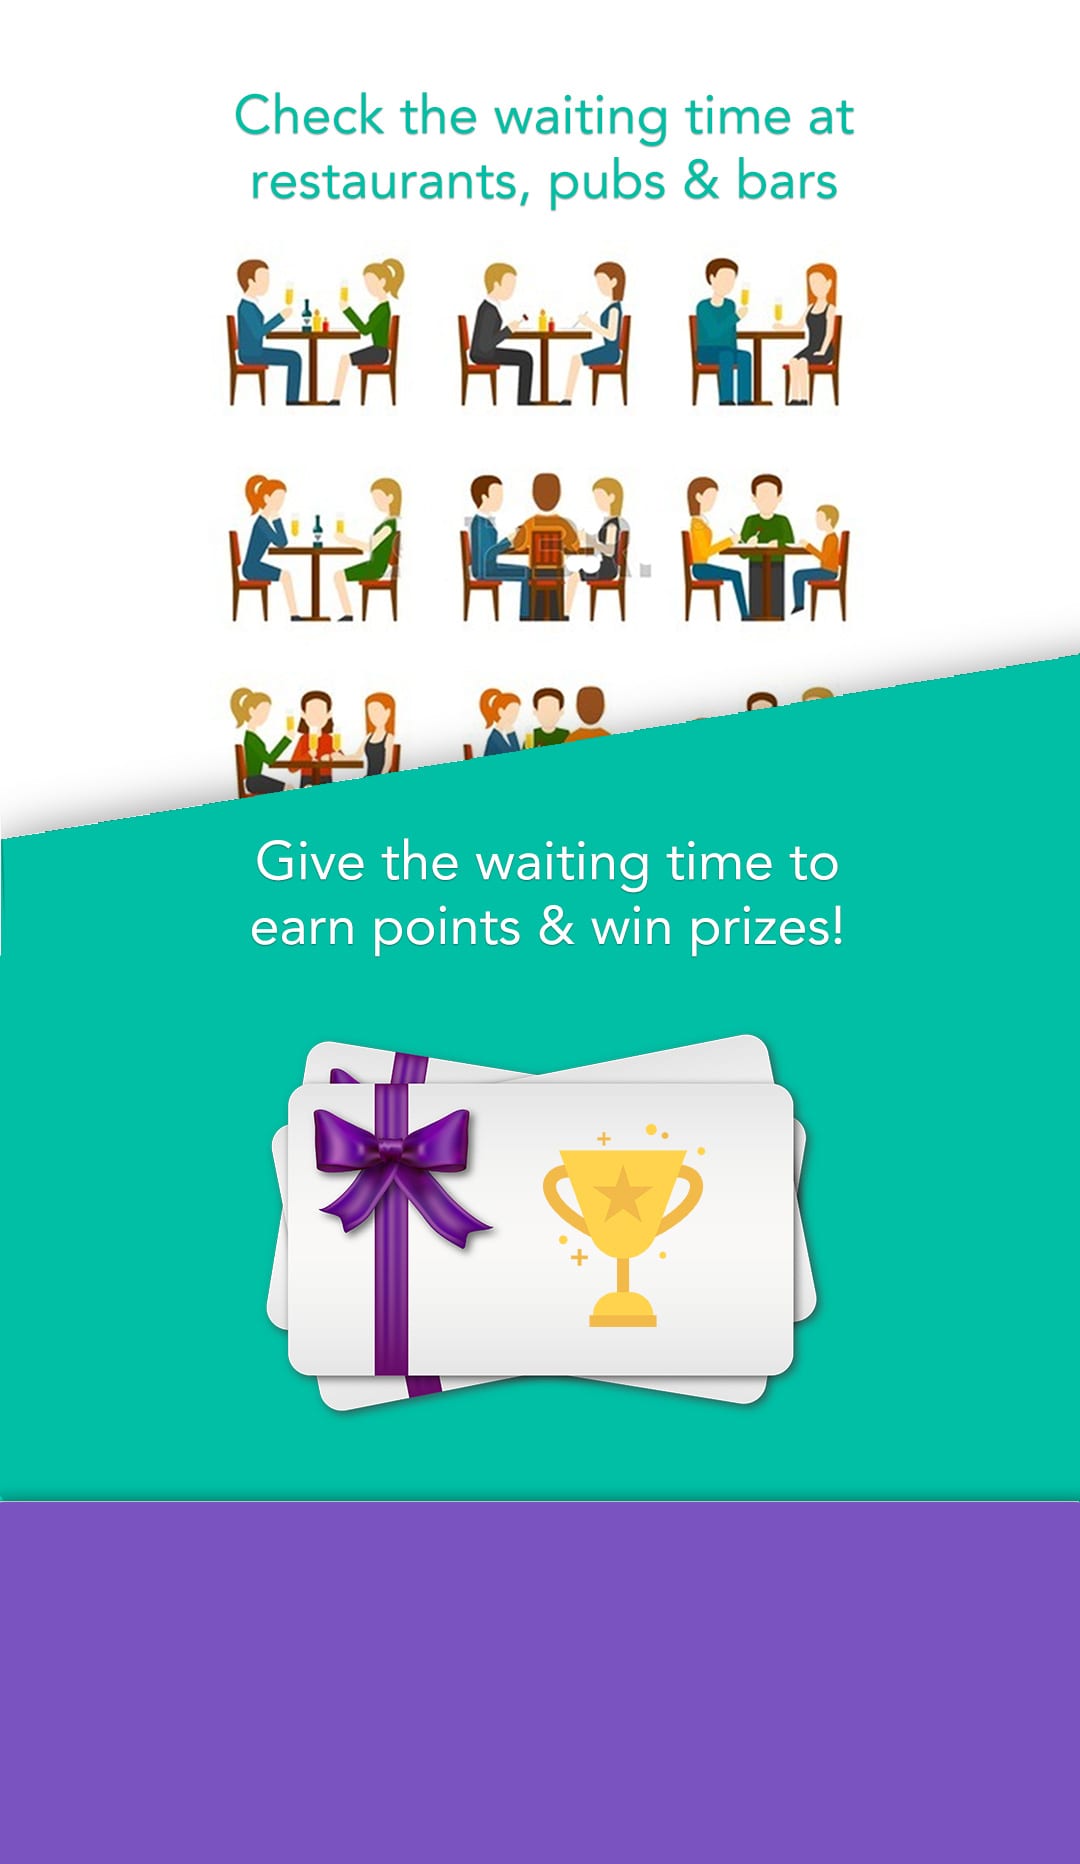 Check the waiting time at
restaurants, pubs & bars
Give the waiting time to
earn points & win prizes!